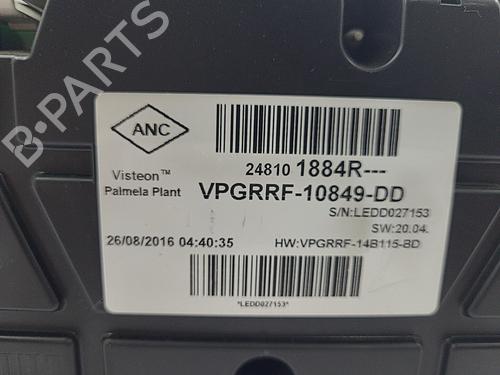 ANC
24810 1884R---
Visteon™
Palmela Plant
VPGRRF-10849-DD
S/N:LEDD027153
SW:20.04.
26/08/2016 04:40:35
HW:VPGRRF-14B115-BD
*LEDD027153*
B-PARTS